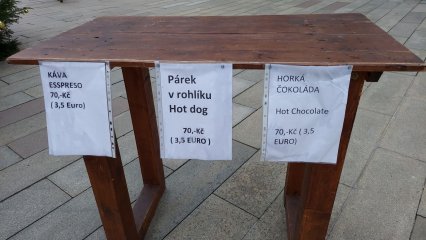 KÁVA
ESSPRESO
70,-Kč
( 3,5 Euro)
Párek
v rohlíku
Hot dog
70,-Kč
( 3,5 EURO )
HORKÁ
ČOKOLÁDA
Hot Chocolate
70,-Kč ( 3,5
EURO)